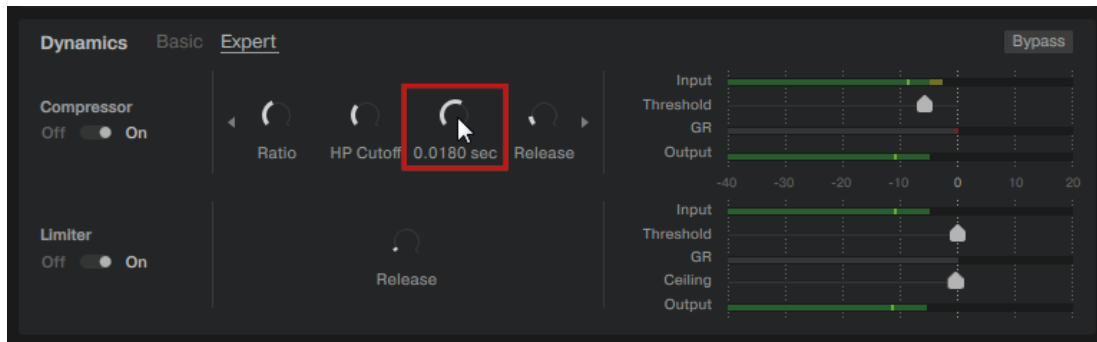 Dynamics Basic Expert Bypass
Compressor
Off On
Ratio HP Cutoff 0.0180 sec Release
Input
Threshold
GR
Output
-40 -30 -20 -10 0 10 20
Limiter
Off On
Release
Input
Threshold
GR
Ceiling
Output